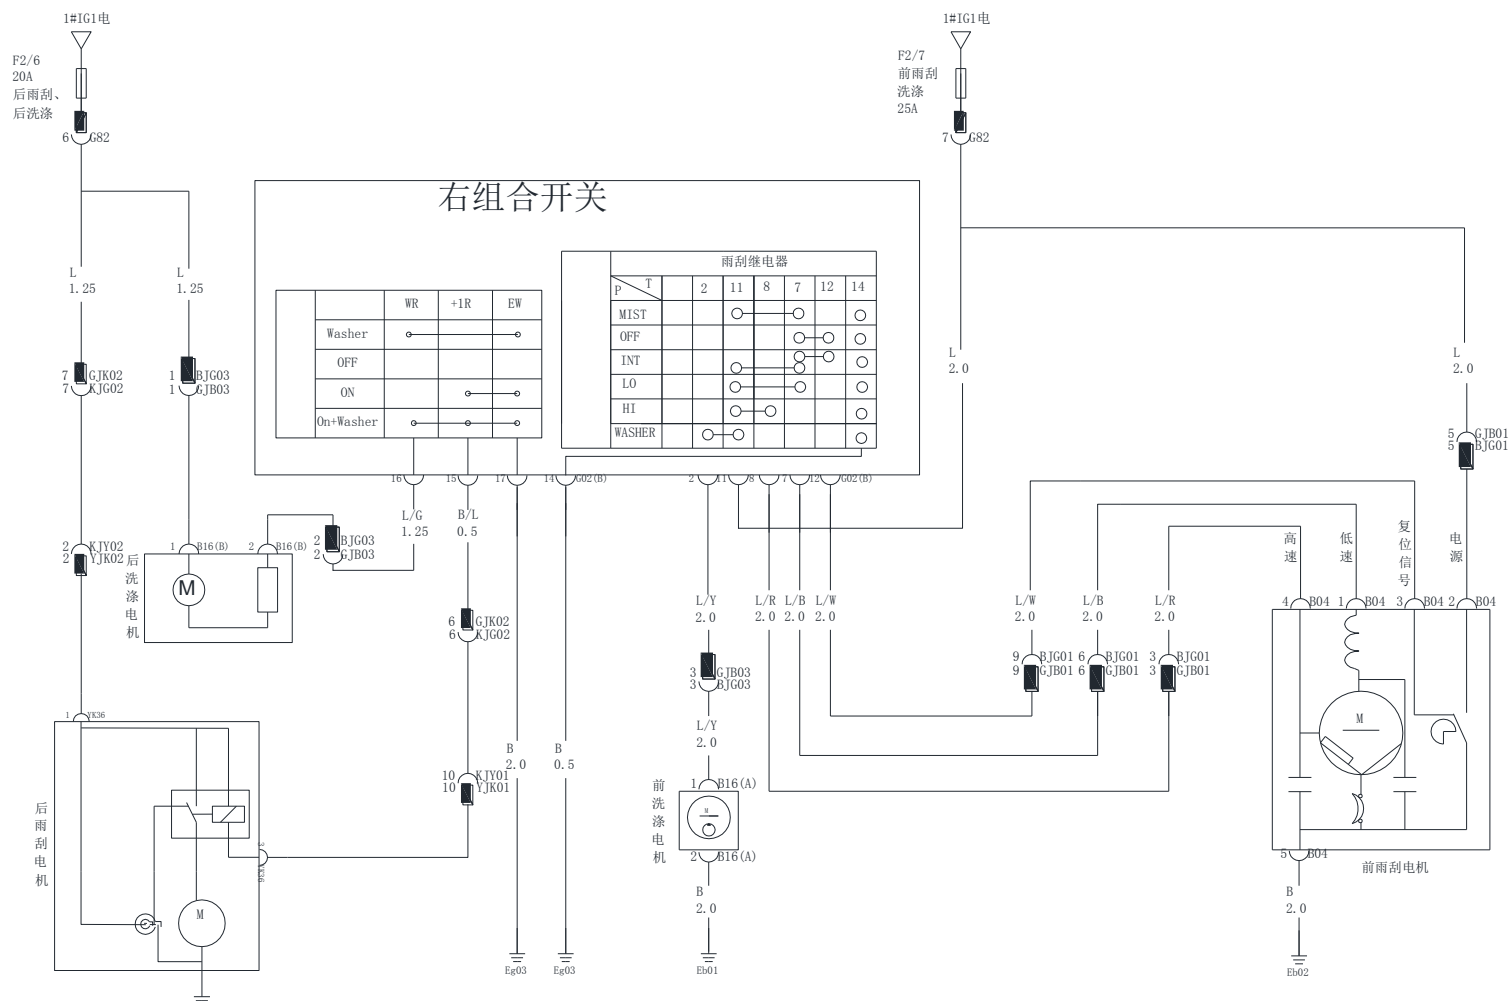 1#IG1电
1#IG1电
F2/6
20A
后雨刮、
后洗涤
F2/7
前雨刮
洗涤
25A
6 G82
7 G82
右组合开关
雨刮继电器
P T 2 11 8 7 12 14
MIST
OFF
INT
LO
HI
WASHER
WR +1R EW
Washer
OFF
ON
On+Washer
L
1.25
L
1.25
L
2.0
L
2.0
7 GJK02
7 KJG02
1 BJG03
1 GJB03
5 GJB01
5 BJG01
16 15 17 14 G02(B)
2 11 8 7 12 G02(B)
L/G
1.25
B/L
0.5
2 KJY02
2 YJK02
1 B16(B) 2 B16(B)
2 BJG03
2 GJB03
后洗涤电机
M
高速
低速
复位信号
电源
4 B04 1 B04 3 B04 2 B04
L/Y
2.0
L/R
2.0
L/B
2.0
L/W
2.0
L/W
2.0
L/B
2.0
L/R
2.0
6 GJK02
6 KJG02
3 GJB03
3 BJG03
9 BJG01
9 GJB01
6 BJG01
6 GJB01
3 BJG01
3 GJB01
1 YK36
L/Y
2.0
B
2.0
B
0.5
10 KJY01
10 YJK01
1 B16(A)
前洗涤电机
M
2 B16(A)
M
5 B04
前雨刮电机
后雨刮电机
3 YK36
M
B
2.0
B
2.0
Eg03
Eg03
Eb01
Eb02